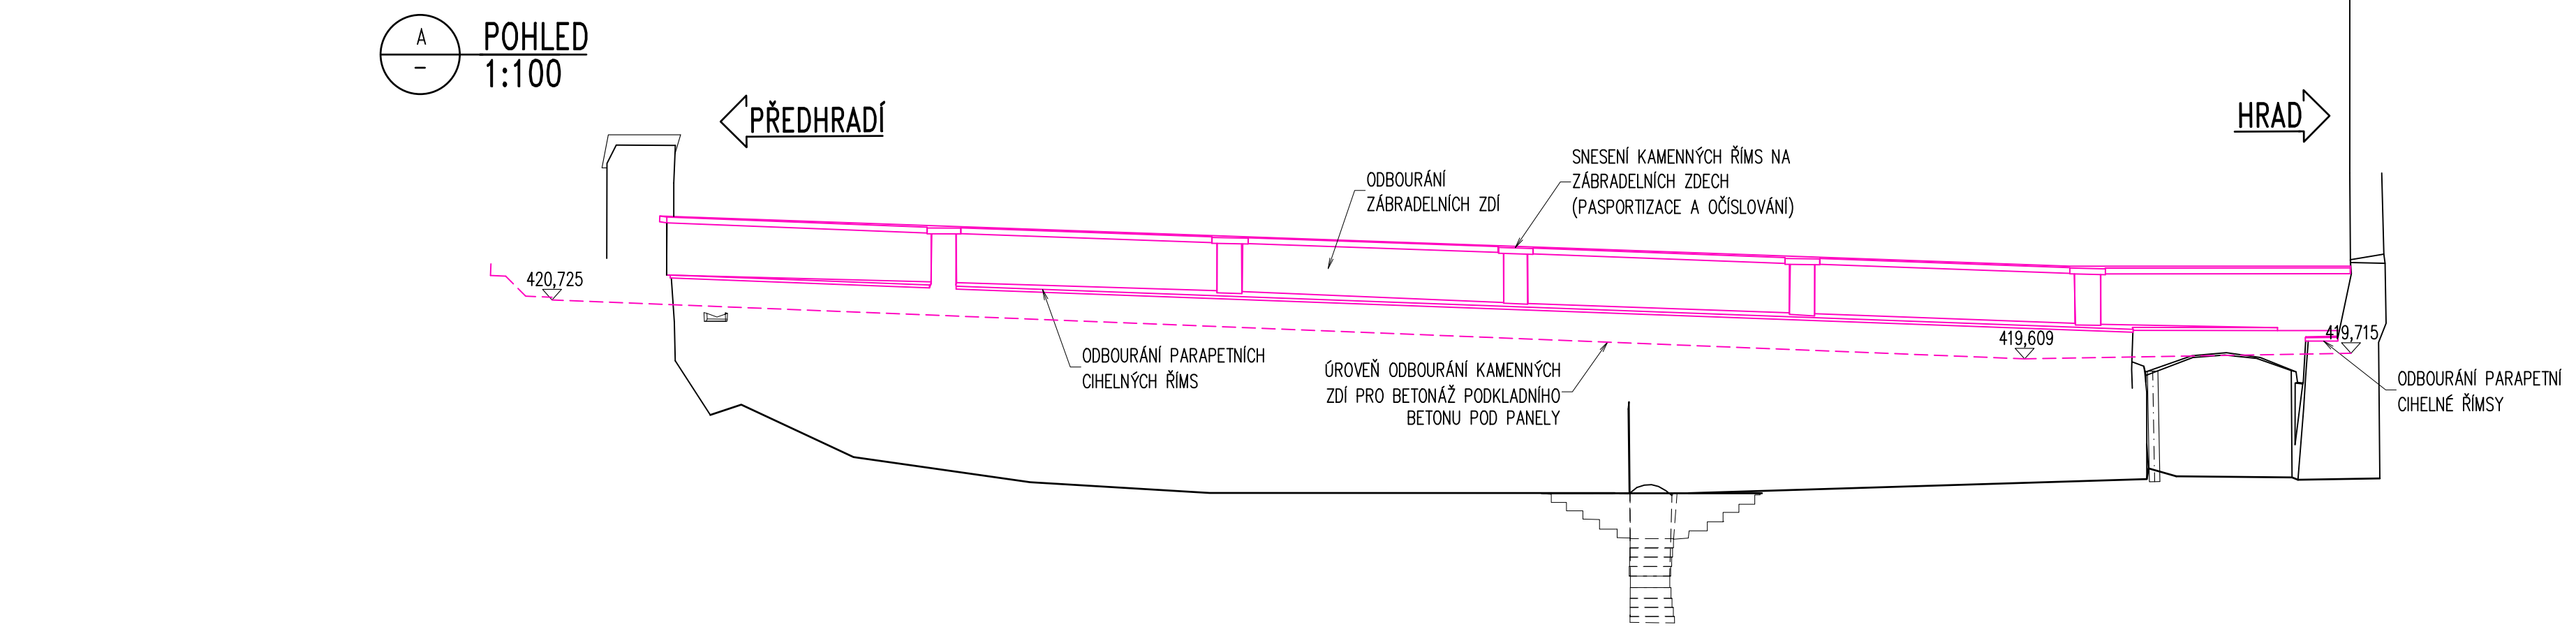 A
–
POHLED
1:100
PŘEDHRADÍ
HRAD
SNESENÍ KAMENNÝCH ŘÍMS NA
ZÁBRADELNÍCH ZDECH
(PASPORTIZACE A OČÍSLOVÁNÍ)
ODBOURÁNÍ
ZÁBRADELNÍCH ZDÍ
420,725
419,609
419,715
ODBOURÁNÍ PARAPETNÍCH
CIHELNÝCH ŘÍMS
ÚROVEŇ ODBOURÁNÍ KAMENNÝCH
ZDÍ PRO BETONÁŽ PODKLADNÍHO
BETONU POD PANELY
ODBOURÁNÍ PARAPETNÍ
CIHELNÉ ŘÍMSY